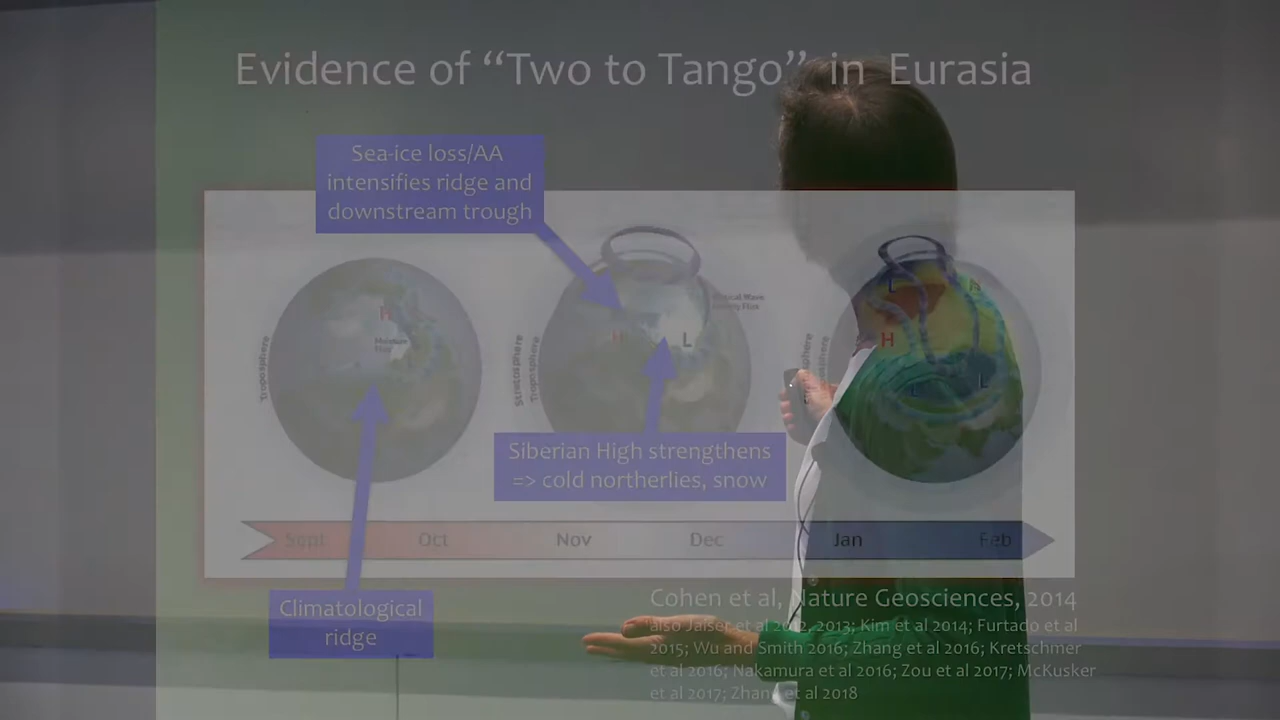 Evidence of “Two to Tango” in Eurasia
Sea-ice loss/AA
intensifies ridge and
downstream trough
Troposphere
H
Moisture
Flux
Stratosphere
Troposphere
H
L
Vertical Wave
Energy Flux
L
H
L
L
Siberian High strengthens
=> cold northerlies, snow
Sept Oct Nov Dec Jan Feb
Climatological
ridge
Cohen et al, Nature Geosciences, 2014
also Jaiser et al 2012, 2013; Kim et al 2014; Furtado et al
2015; Wu and Smith 2016; Zhang et al 2016; Kretschmer
et al 2016; Nakamura et al 2016; Zou et al 2017; McKusker
et al 2017; Zhang et al 2018